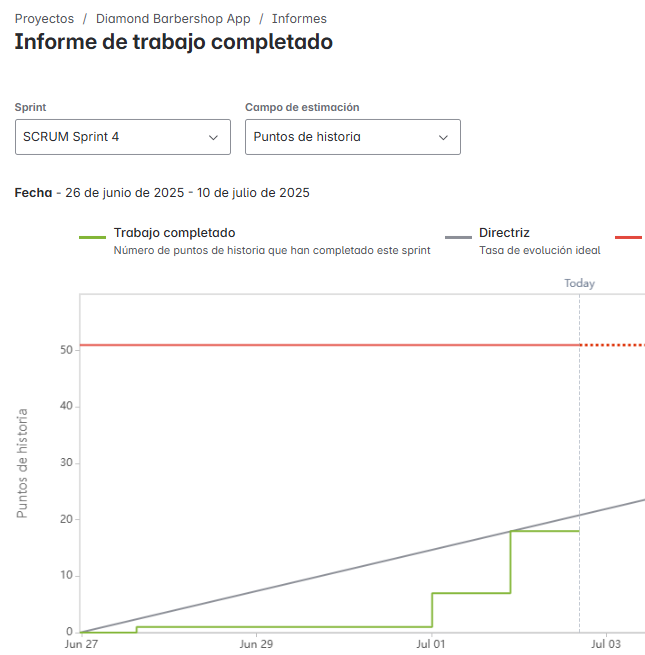 Proyectos / Diamond Barbershop App / Informes
Informe de trabajo completado
Sprint
Campo de estimación
SCRUM Sprint 4
Puntos de historia
Fecha - 26 de junio de 2025 - 10 de julio de 2025
Trabajo completado
Número de puntos de historia que han completado este sprint
Directriz
Tasa de evolución ideal
Today
Puntos de historia
50
40
30
20
10
0
Jun 27
Jun 29
Jul 01
Jul 03